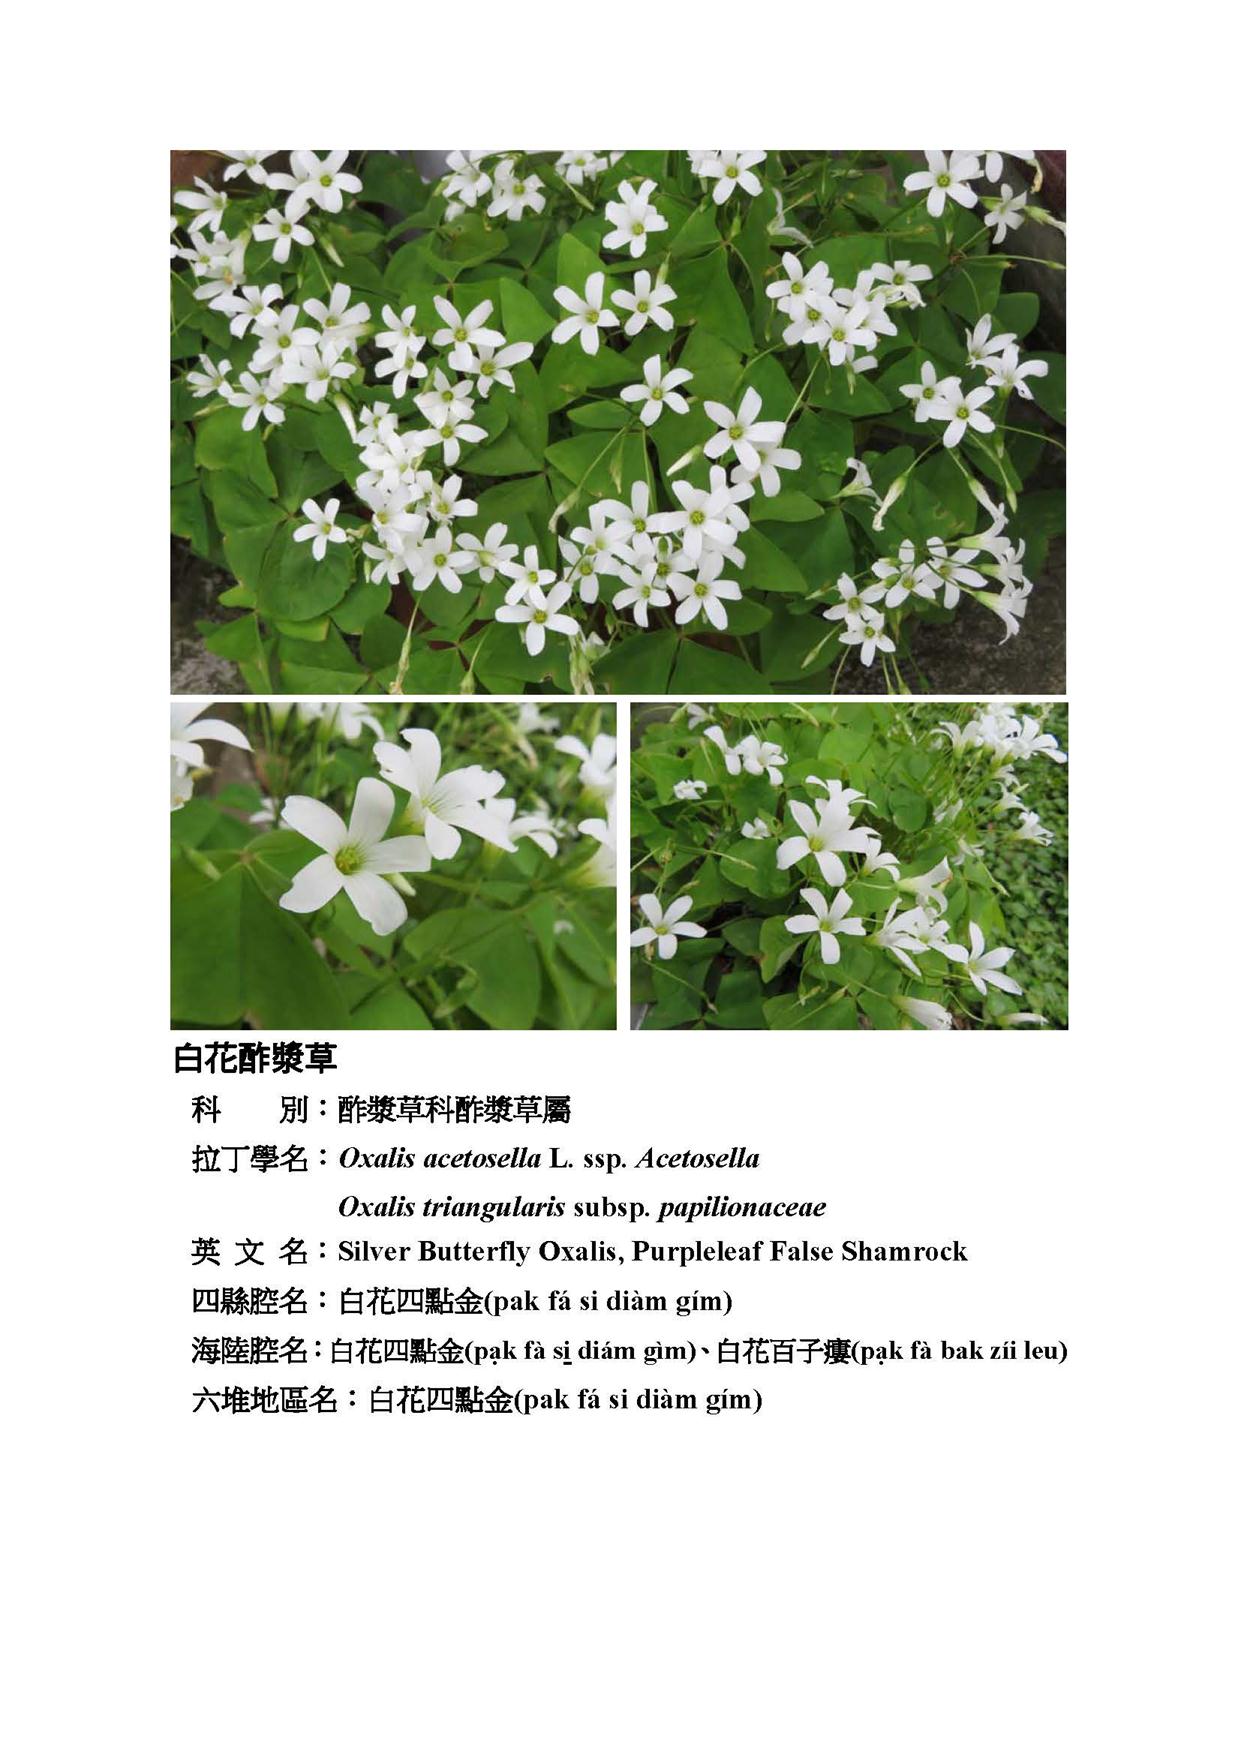 白花酢漿草
科　　別：酢漿草科酢漿草屬
拉丁學名：Oxalis acetosella L. ssp. Acetosella
Oxalis triangularis subsp. papilionaceae
英 文 名：Silver Butterfly Oxalis, Purpleleaf False Shamrock
四縣腔名：白花四點金(pak fá si diàm gím)
海陸腔名：白花四點金(pa̠k fà si̠ diám gìm)、白花百子瘻(pa̠k fà bak zíi leu)
六堆地區名：白花四點金(pak fá si diàm gím)